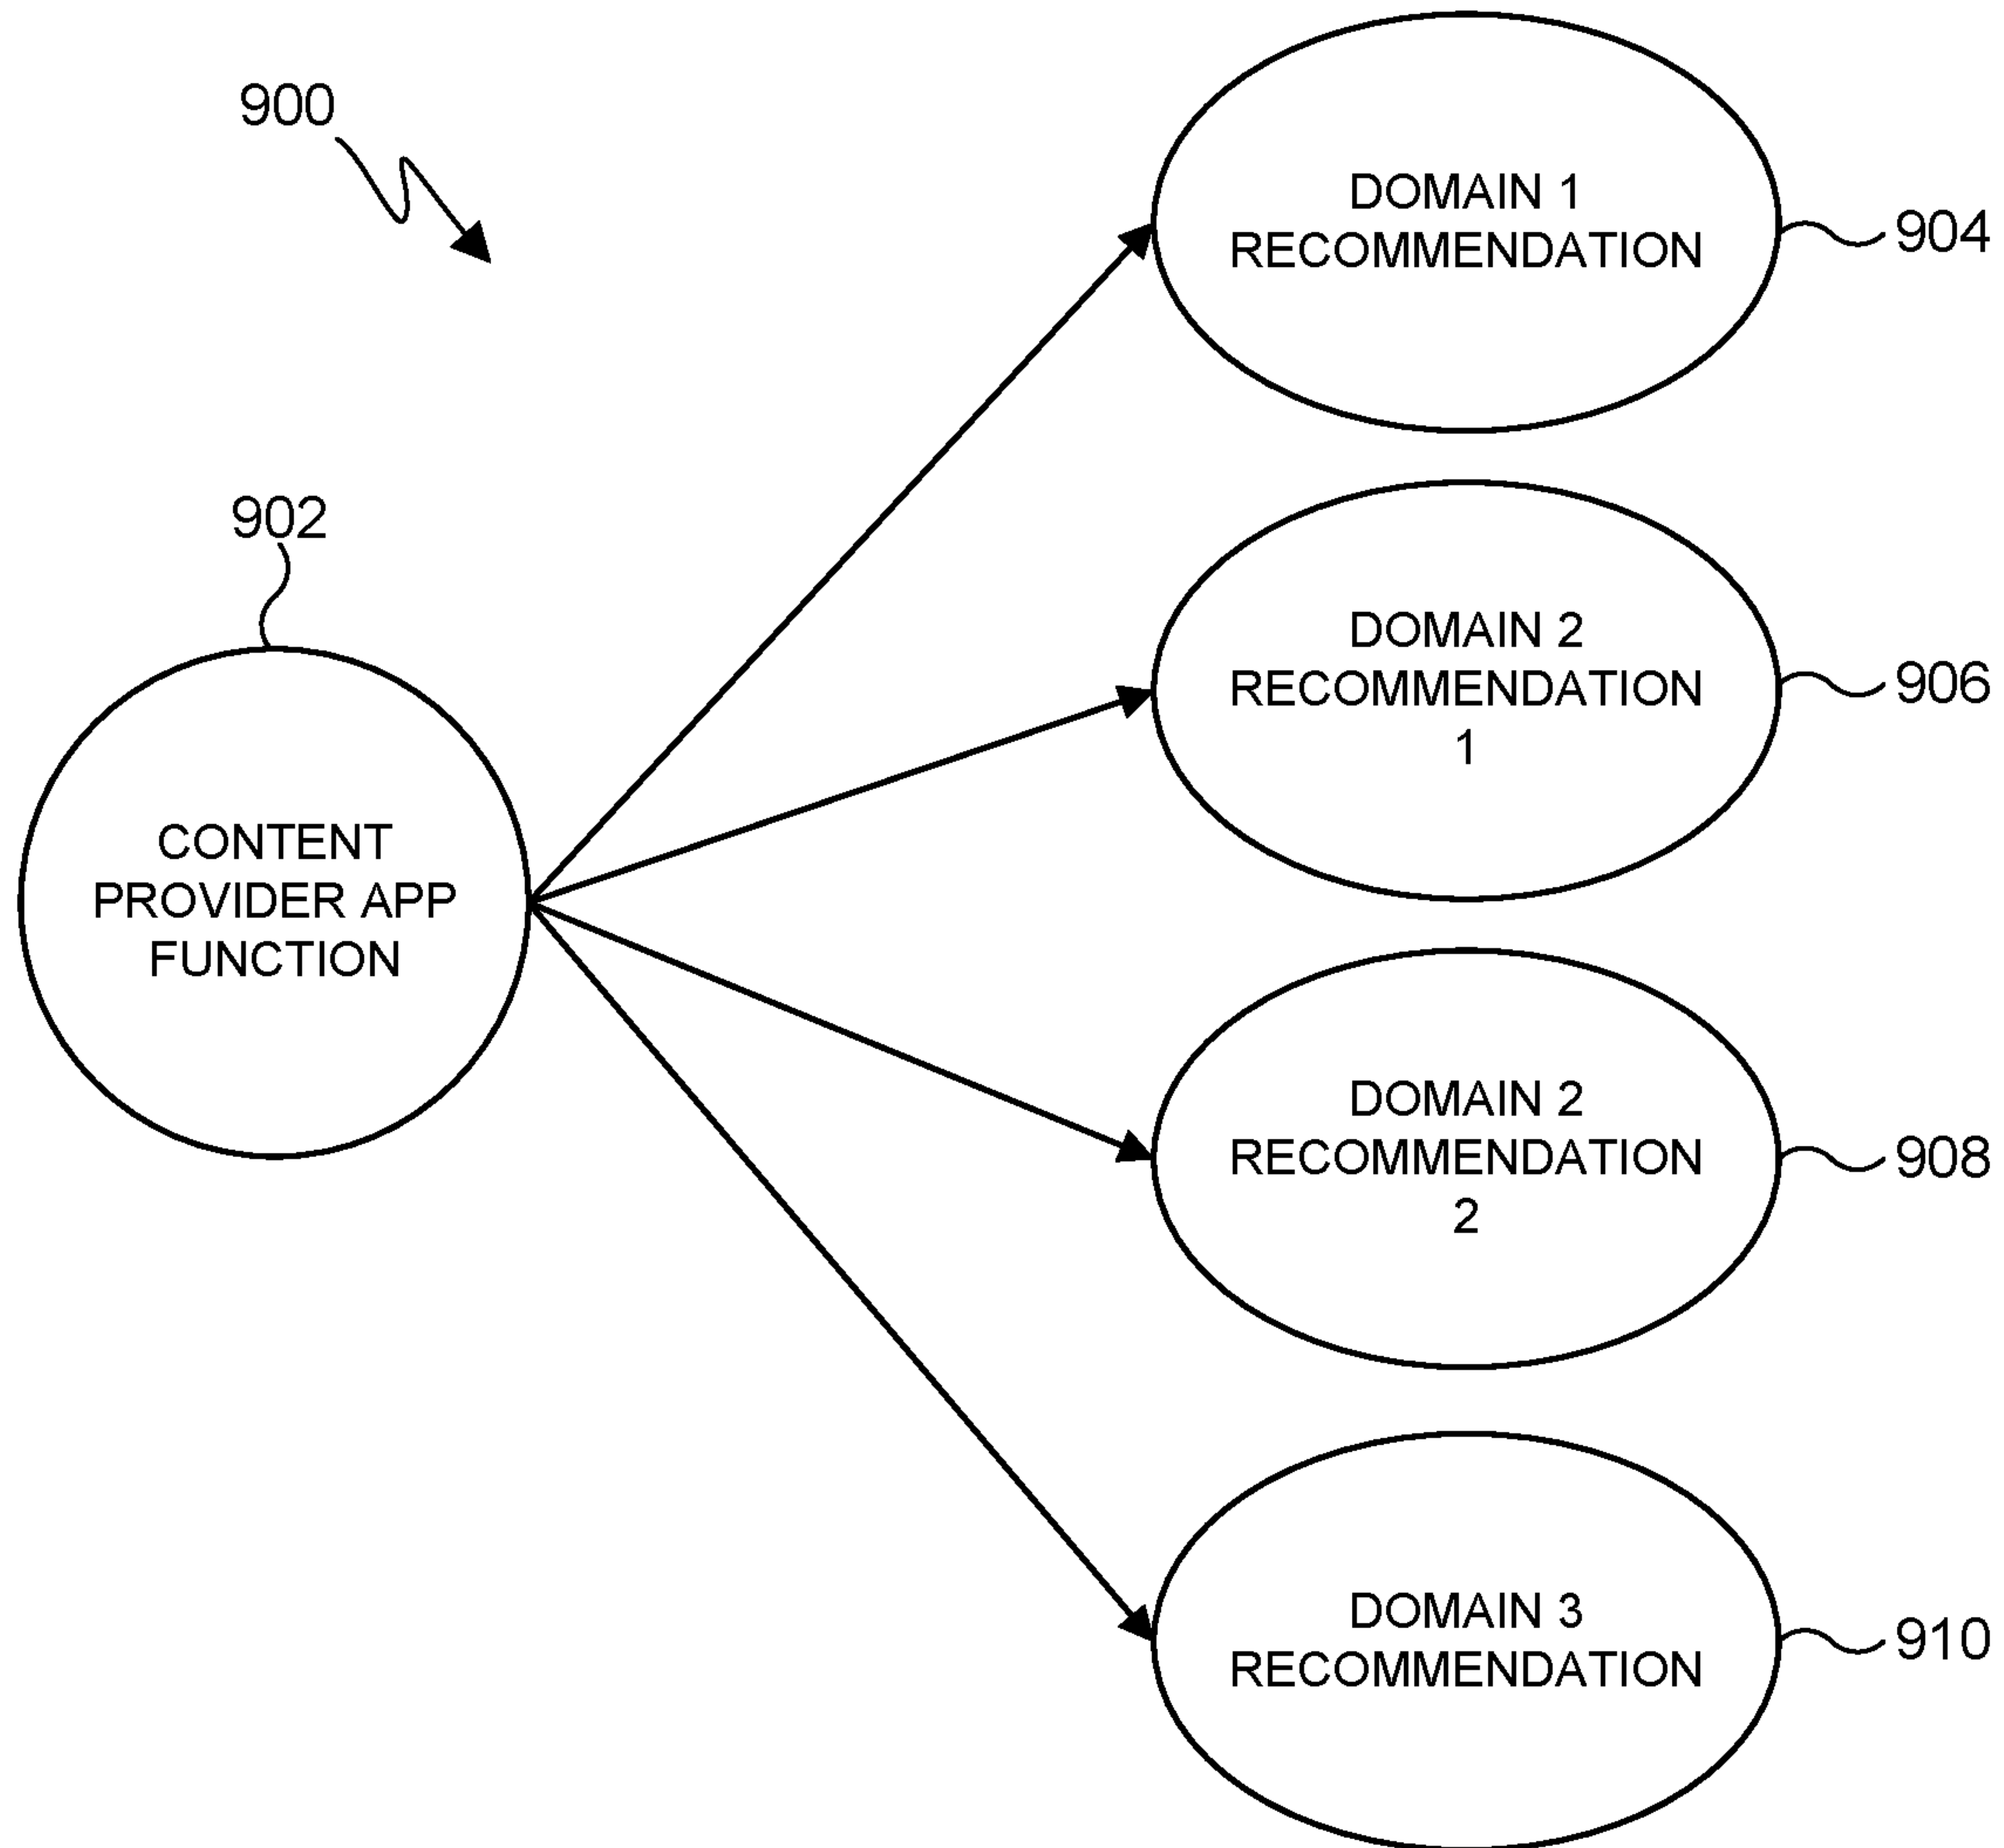 900
DOMAIN 1
RECOMMENDATION
904
902
DOMAIN 2
RECOMMENDATION
1
906
CONTENT
PROVIDER APP
FUNCTION
DOMAIN 2
RECOMMENDATION
2
908
DOMAIN 3
RECOMMENDATION
910